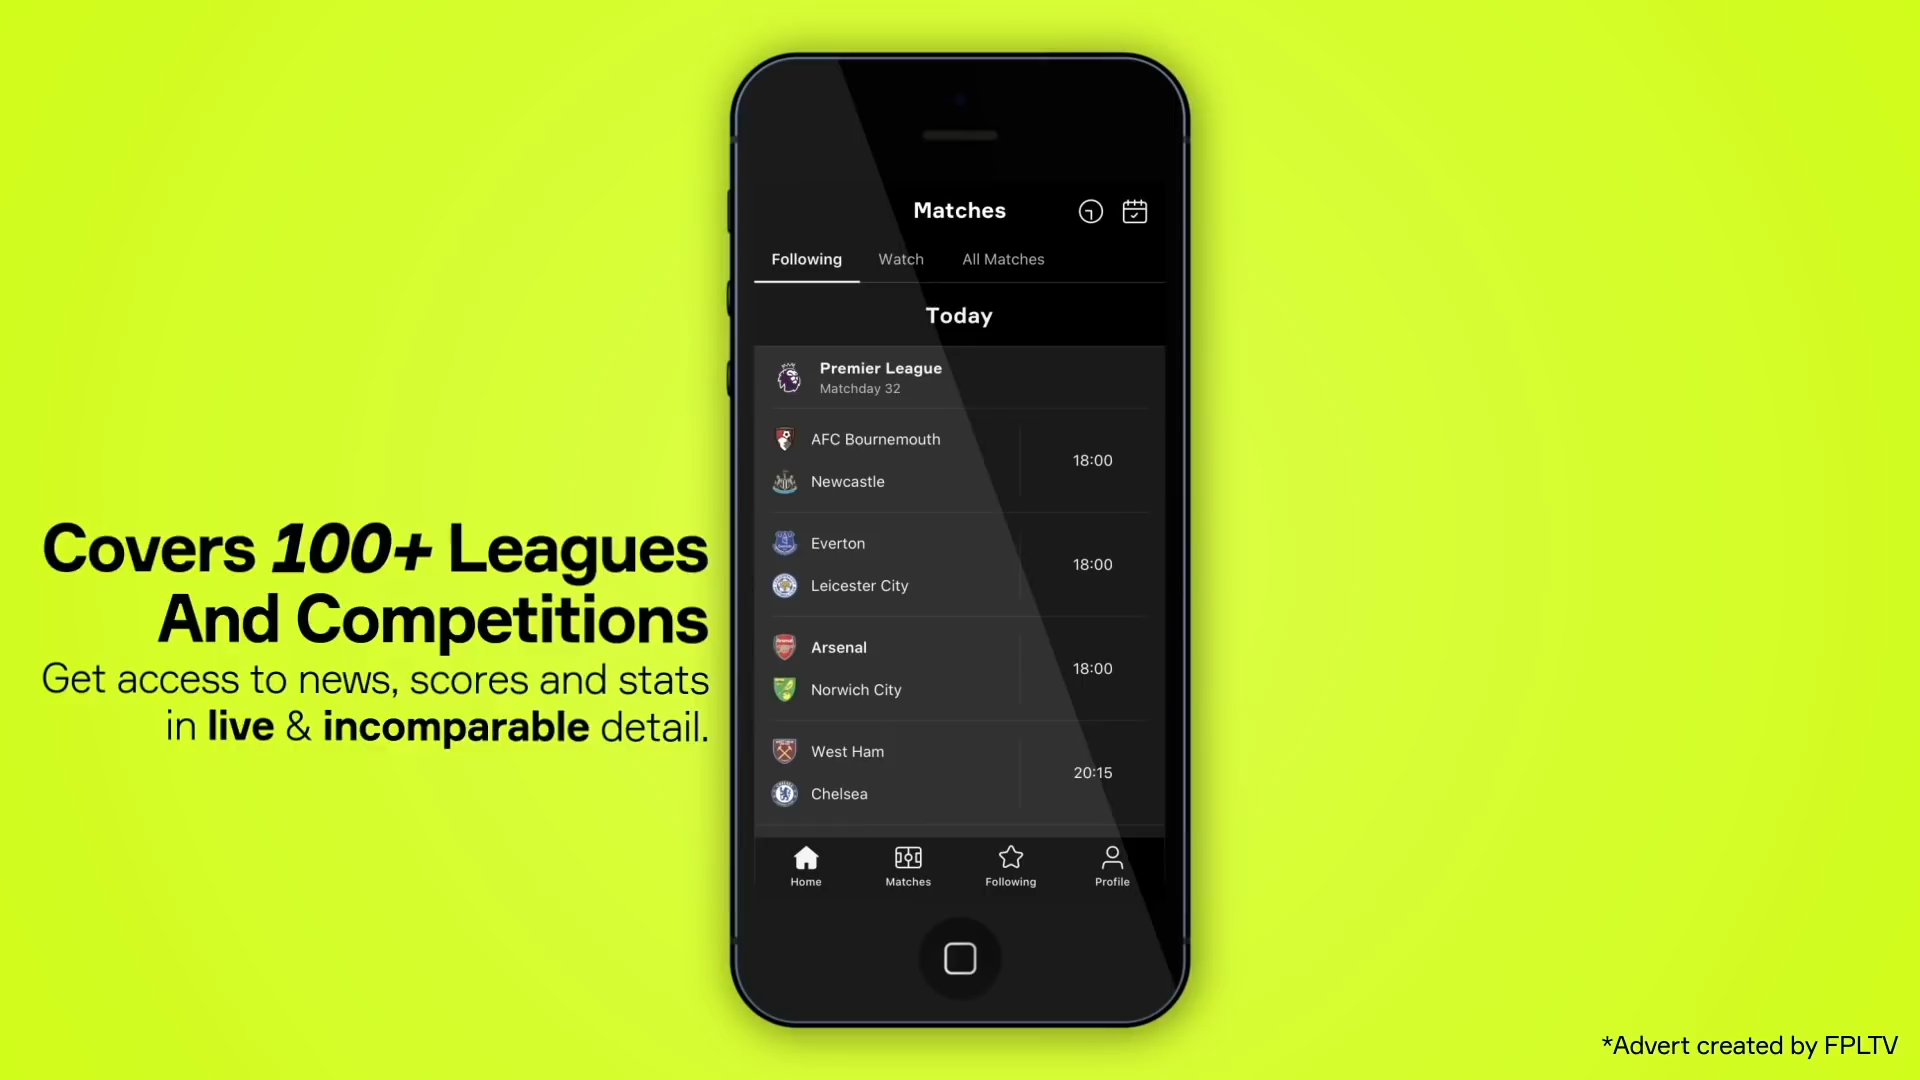 Covers 100+ Leagues
And Competitions
Get access to news, scores and stats
in live & incomparable detail.
Matches
Following
Watch
All Matches
Today
Premier League
Matchday 32
AFC Bournemouth
Newcastle
18:00
Everton
Leicester City
18:00
Arsenal
Norwich City
18:00
West Ham
Chelsea
20:15
Home
Matches
Following
Profile
*Advert created by FPLTV